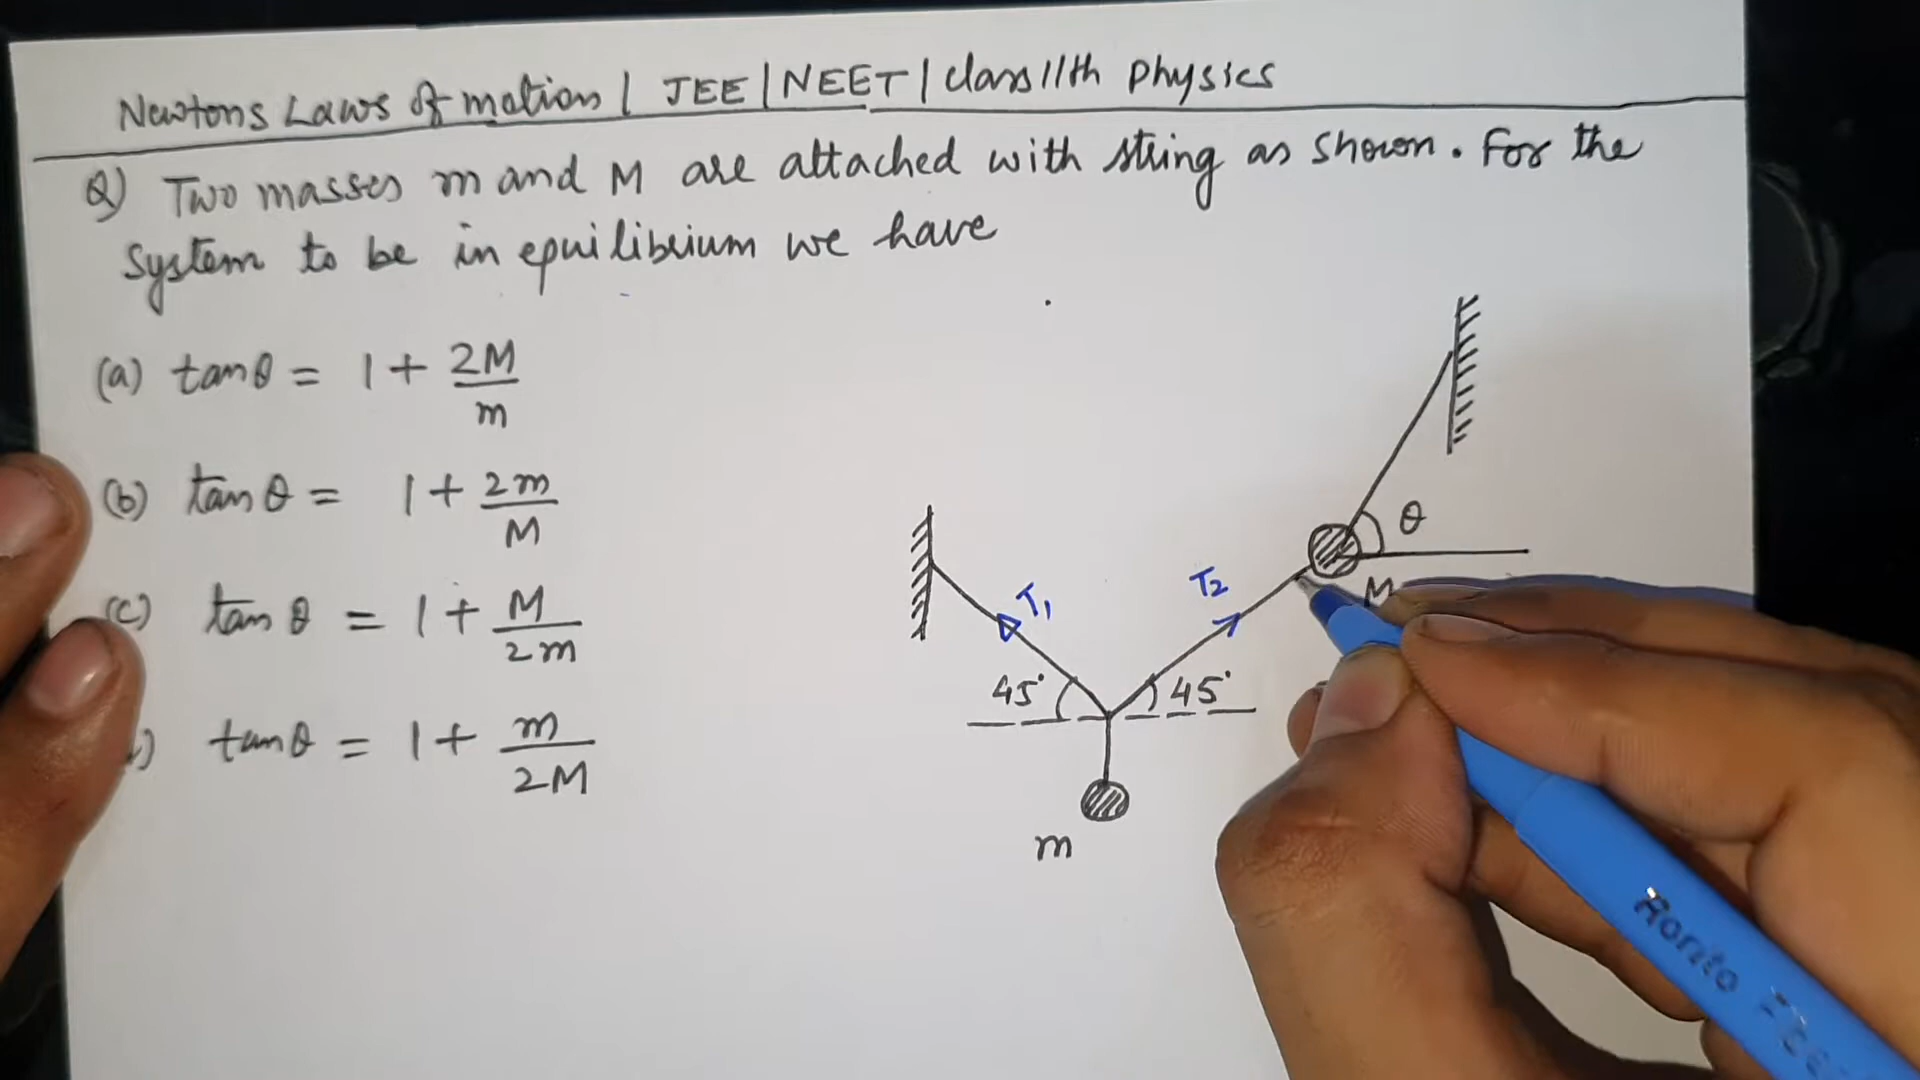 Newtons Laws of motion | JEE | NEET | class 11th Physics
Q) Two masses m and M are attached with string as shown. For the
system to be in equilibrium we have
(a) tanθ = 1 + 2M/m
(b) tanθ = 1 + 2m/M
(c) tanθ = 1 + M/2m
) tanθ = 1 + m/2M
θ
M
T₁
T₂
45°
45°
m
Ronito